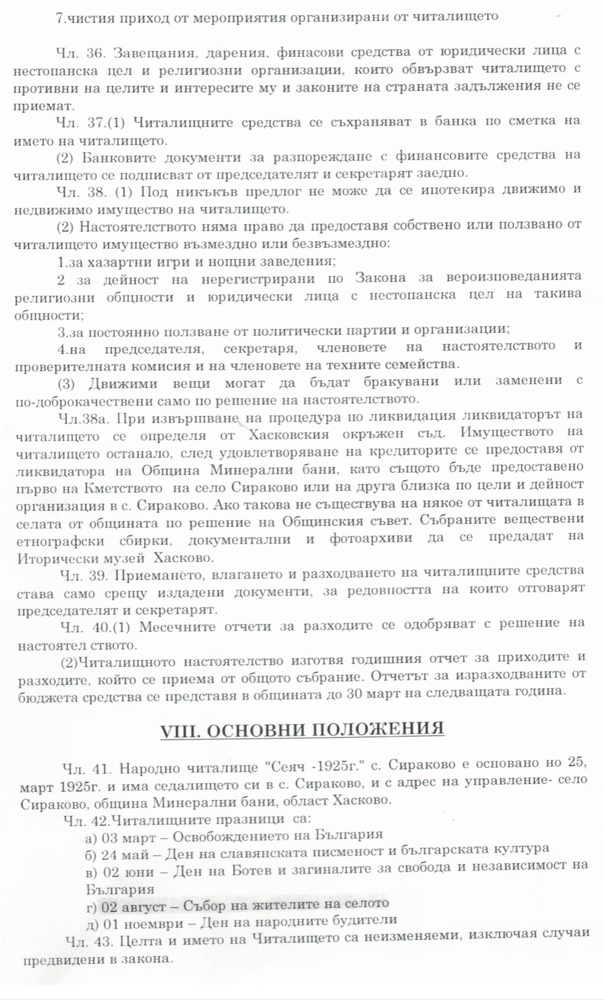 7.чистия приход от мероприятия организирани от читалището
Чл. 36. Завещания, дарения, финасови средства от юридически лица с
нестопанска цел и религиозни организации, които обвързват читалището с
противни на целите и интересите му и законите на страната задължения не се
приемат.
Чл. 37.(1) Читалищните средства се съхраняват в банка по сметка на
името на читалището.
(2) Банковите документи за разпореждане с финансовите средства на
читалището се подписват от председателят и секретарят заедно.
Чл. 38. (1) Под никъкъв предлог не може да се ипотекира движимо и
недвижимо имущество на читалището.
(2) Настоятелството няма право да предоставя собствено или ползвано от
читалището имущество възмездно или безвъзмездно:
1.за хазартни игри и нощни заведения;
2 за дейност на нерегистрирани по Закона за вероизповеданията
религиозни общности и юридически лица с нестопанска цел на такива
общности;
3.за постоянно ползване от политически партии и организации;
4.на председателя, секретаря, членовете на настоятелството и
проверителната комисия и на членовете на техните семейства.
(3) Движими вещи могат да бъдат бракувани или заменени с
по-доброкачествени само по решение на настоятелството.
Чл.38а. При извършване на процедура по ликвидация ликвидаторът на
читалището се определя от Хасковския окръжен съд. Имуществото на
читалището останало, след удовлетворяване на кредиторите се предоставя от
ликвидатора на Община Минерални бани, като същото бъде предоставено
първо на Кметството на село Сираково или на друга близка по цели и дейност
организация в с. Сираково. Ако такова не съществува на някое от читалищата в
селата от общината по решение на Общинския съвет. Събраните веществени
етнографски сбирки, документални и фотоархиви да се предадат на
Иторически музей Хасково.
Чл. 39. Приемането, влагането и разходването на читалищните средства
става само срещу издадени документи, за редовността на които отговарят
председателят и секретарят.
Чл. 40.(1) Месечните отчети за разходите се одобряват с решение на
настоятел ството.
(2)Читалищното настоятелство изготвя годишния отчет за приходите и
разходите, който се приема от общото събрание. Отчетът за изразходваните от
бюджета средства се представя в общината до 30 март на следващата година.
VIII. ОСНОВНИ ПОЛОЖЕНИЯ
Чл. 41. Народно читалище "Сеяч -1925г." с. Сираково е основано но 25,
март 1925г. и има седалището си в с. Сираково, и с адрес на управление- село
Сираково, община Минерални бани, област Хасково.
Чл. 42.Читалищните празници са:
а) 03 март – Освобождението на България
б) 24 май – Ден на славянската писменост и българската култура
в) 02 юни – Ден на Ботев и загиналите за свобода и независимост на
България
г) 02 август – Събор на жителите на селото
д) 01 ноември – Ден на народните будители
Чл. 43. Целта и името на Читалището са неизменяеми, изключая случаи
предвидени в закона.